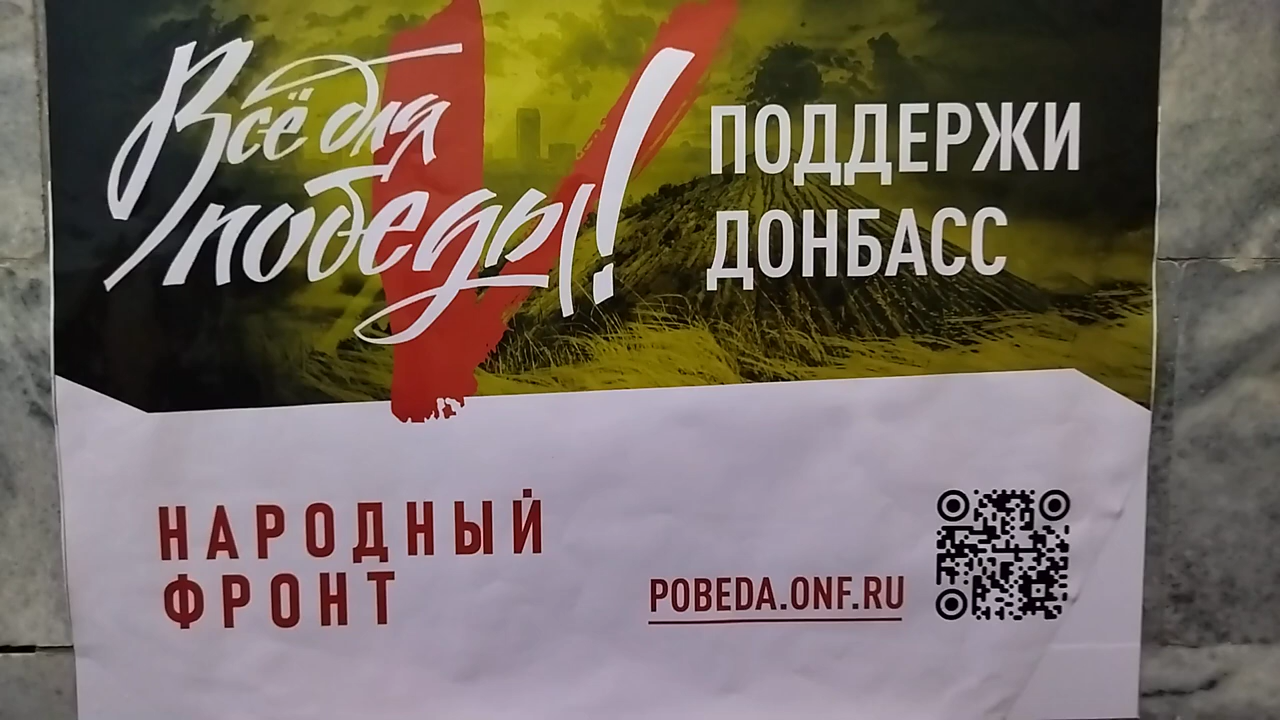 Всё для
победы!
ПОДДЕРЖИ
ДОНБАСС
НАРОДНЫЙ
ФРОНТ
POBEDA.ONF.RU